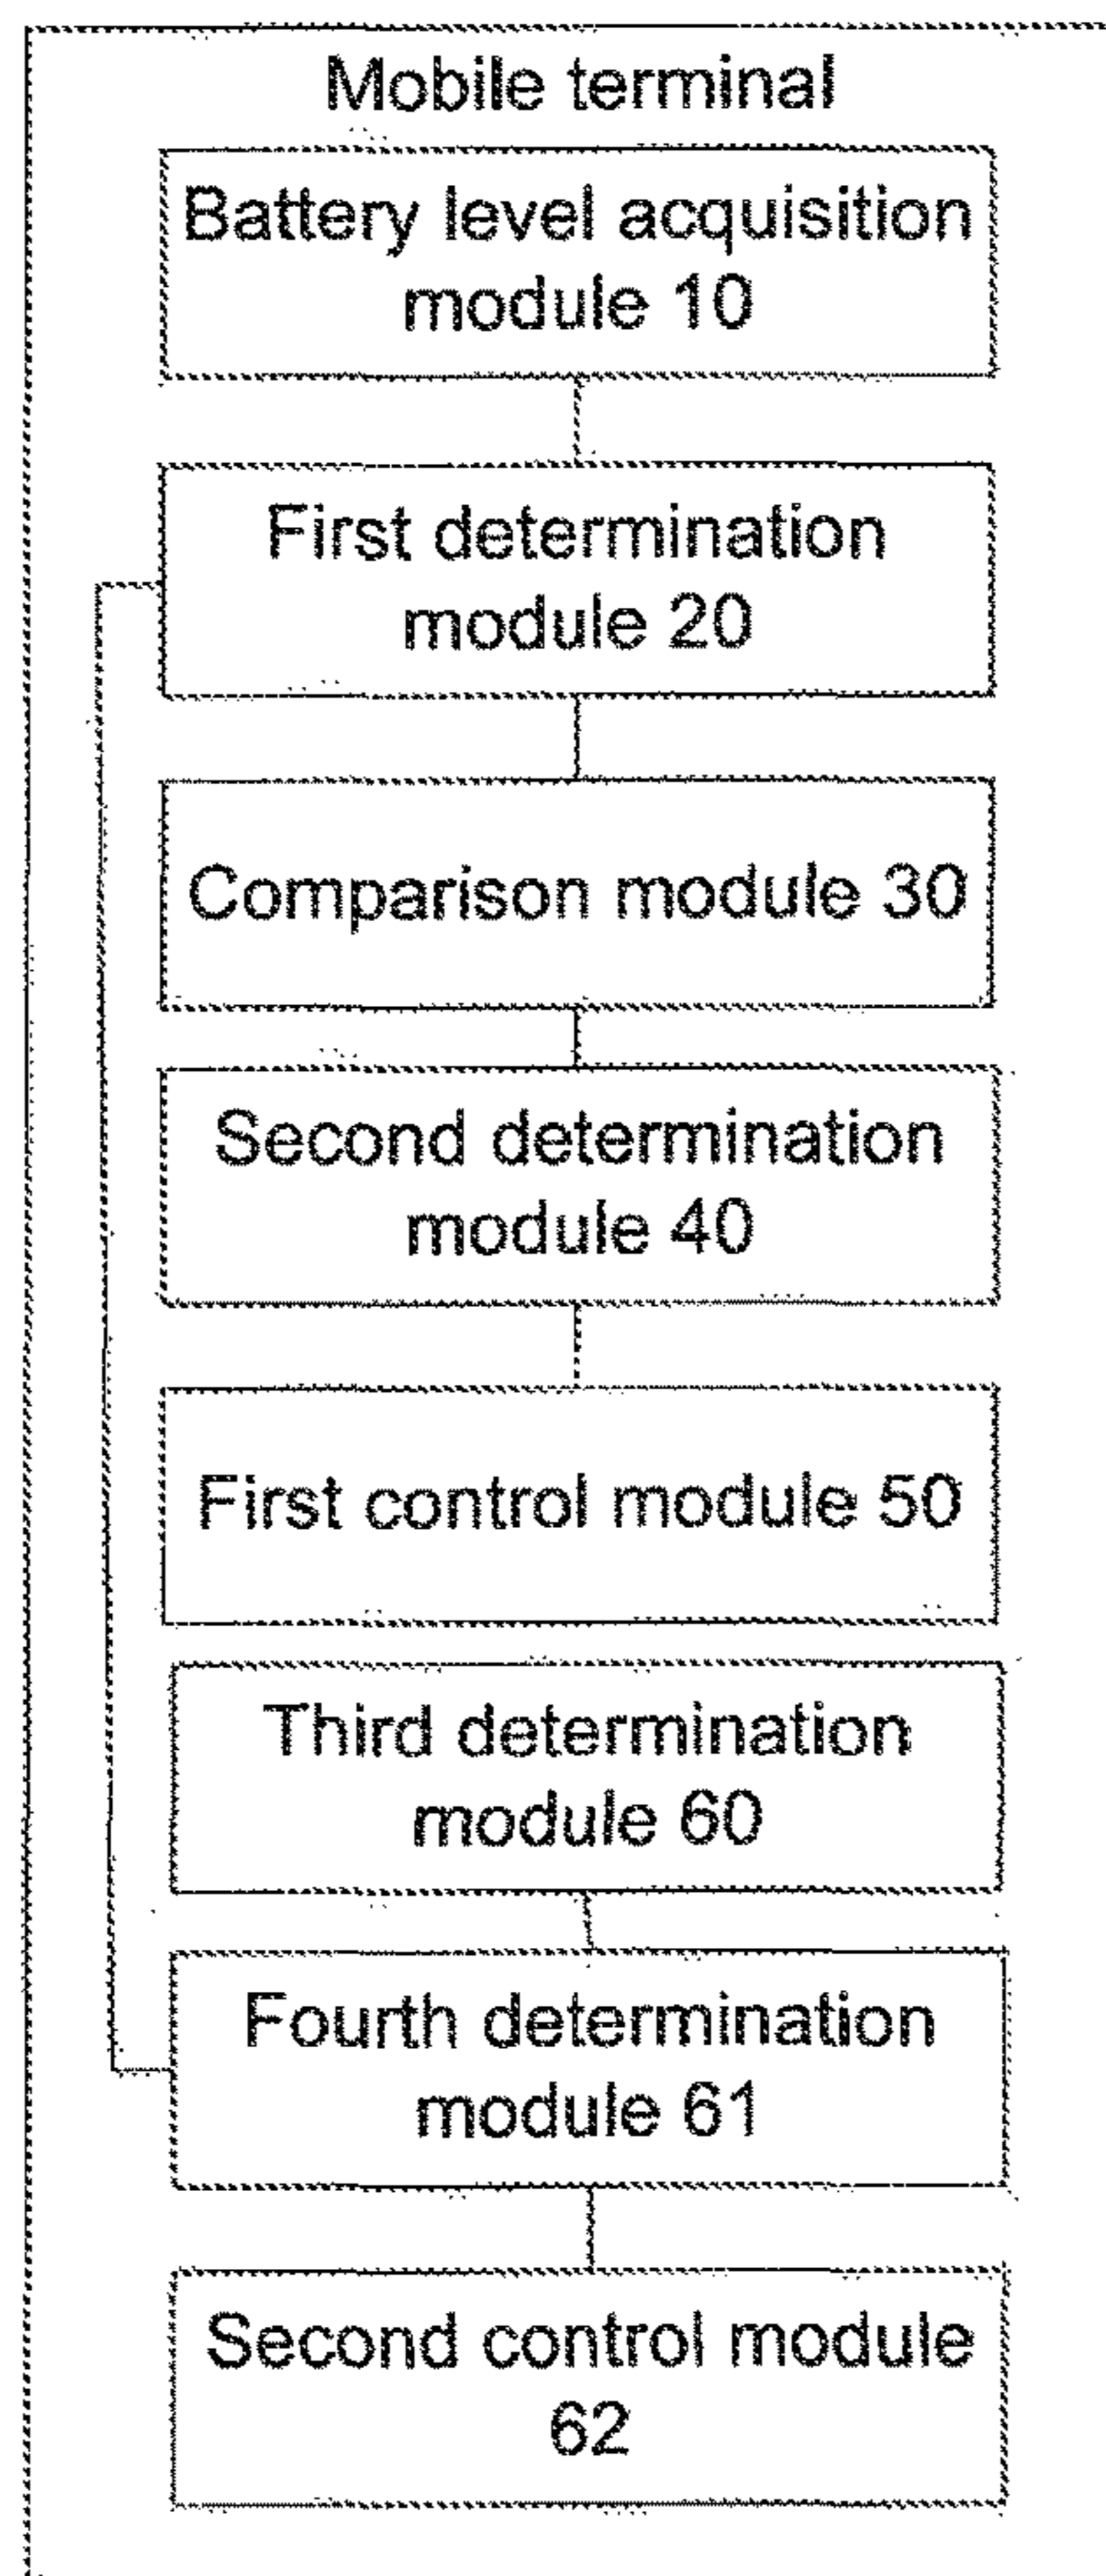 Mobile terminal
Battery level acquisition
module 10
First determination
module 20
Comparison module 30
Second determination
module 40
First control module 50
Third determination
module 60
Fourth determination
module 61
Second control module
62